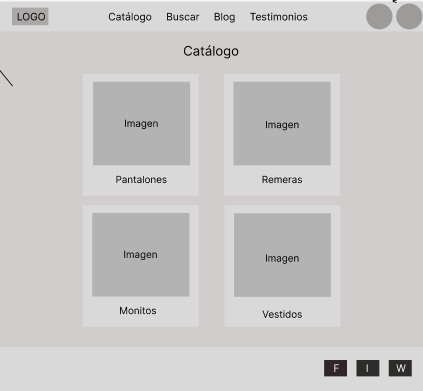 LOGO Catálogo Buscar Blog Testimonios
Catálogo
Imagen Imagen
Pantalones Remeras
Imagen Imagen
Monitos Vestidos
F I W